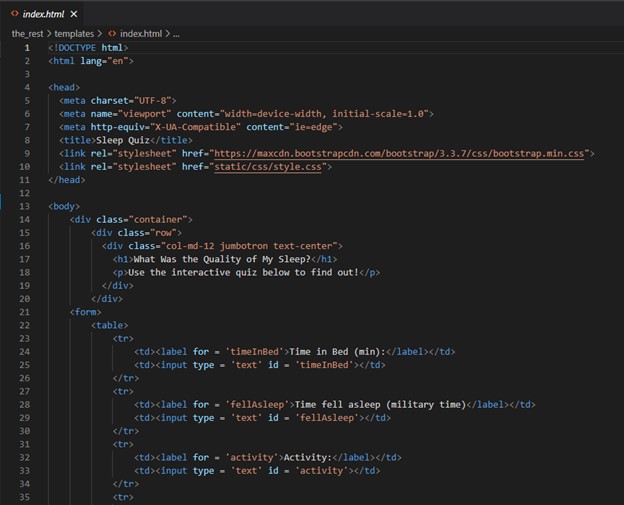 index.html ×
the_rest > templates > index.html > ...
1 <!DOCTYPE html>
2 <html lang="en">
3
4 <head>
5 <meta charset="UTF-8">
6 <meta name="viewport" content="width=device-width, initial-scale=1.0">
7 <meta http-equiv="X-UA-Compatible" content="ie=edge">
8 <title>Sleep Quiz</title>
9 <link rel="stylesheet" href="https://maxcdn.bootstrapcdn.com/bootstrap/3.3.7/css/bootstrap.min.css">
10 <link rel="stylesheet" href="static/css/style.css">
11 </head>
12
13 <body>
14 <div class="container">
15 <div class="row">
16 <div class="col-md-12 jumbotron text-center">
17 <h1>What Was the Quality of My Sleep?</h1>
18 <p>Use the interactive quiz below to find out!</p>
19 </div>
20 </div>
21 <form>
22 <table>
23 <tr>
24 <td><label for = 'timeInBed'>Time in Bed (min):</label></td>
25 <td><input type = 'text' id = 'timeInBed'></td>
26 </tr>
27 <tr>
28 <td><label for = 'fellAsleep'>Time fell asleep (military time)</label></td>
29 <td><input type = 'text' id = 'fellAsleep'></td>
30 </tr>
31 <tr>
32 <td><label for = 'activity'>Activity:</label></td>
33 <td><input type = 'text' id = 'activity'></td>
34 </tr>
35 <tr>